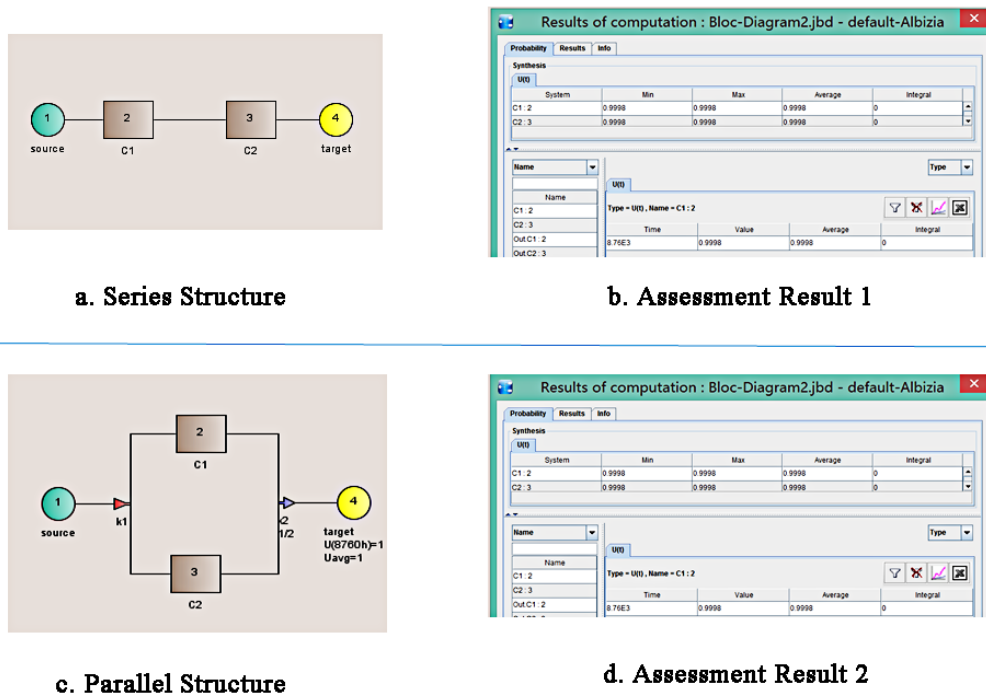 1
2
3
4
source
C1
C2
target
a. Series Structure
Results of computation : Bloc-Diagram2.jbd - default-Albizia
Probability Results Info
Synthesis
U(t)
System Min Max Average Integral
C1 : 2 0.9998 0.9998 0.9998 0
C2 : 3 0.9998 0.9998 0.9998 0
Name Type
U(t)
Name
Type = U(t) , Name = C1 : 2
C1 : 2
C2 : 3
Time Value Average Integral
Out C1 : 2
8.76E3 0.9998 0.9998 0
Out C2 : 3
b. Assessment Result 1
2
C1
1
4
source
k1
1/2
target
U(8760h)=1
Uavg=1
3
C2
c. Parallel Structure
Results of computation : Bloc-Diagram2.jbd - default-Albizia
Probability Results Info
Synthesis
U(t)
System Min Max Average Integral
C1 : 2 0.9998 0.9998 0.9998 0
C2 : 3 0.9998 0.9998 0.9998 0
Name Type
U(t)
Name
Type = U(t) , Name = C1 : 2
C1 : 2
C2 : 3
Time Value Average Integral
Out C1 : 2
8.76E3 0.9998 0.9998 0
d. Assessment Result 2